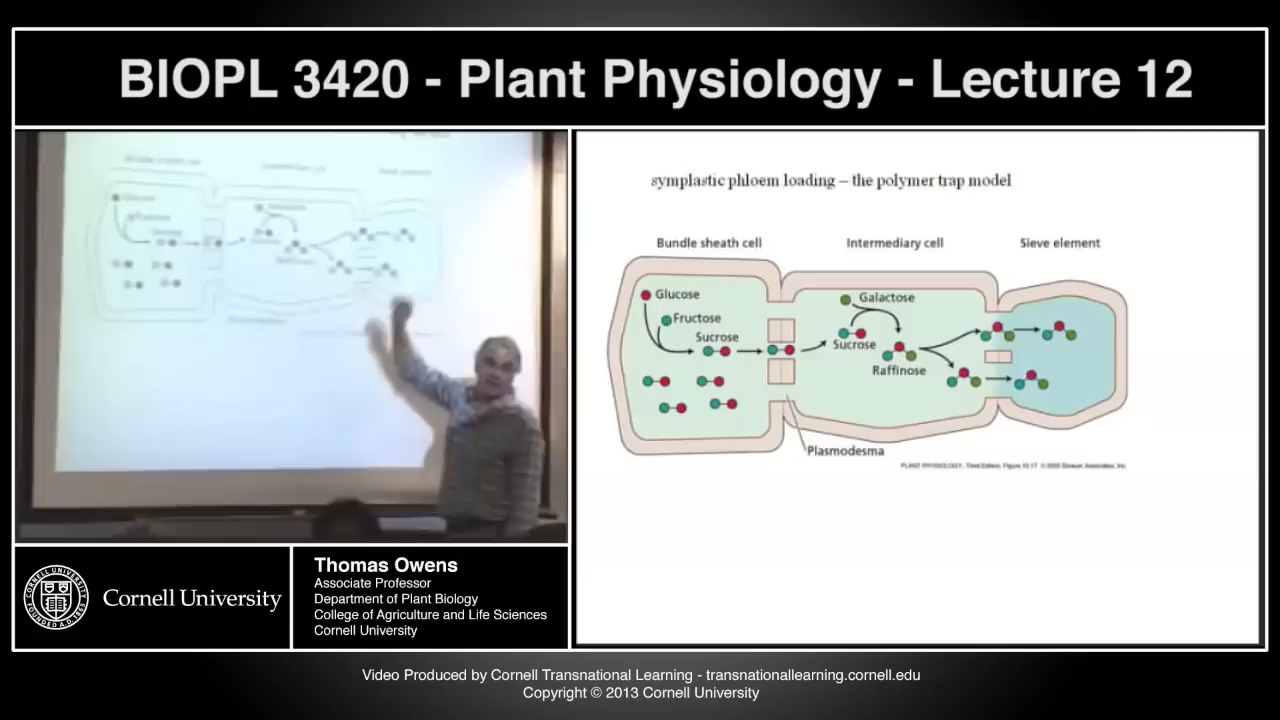 BIOPL 3420 - Plant Physiology - Lecture 12
symplastic phloem loading – the polymer trap model
Bundle sheath cell
Intermediary cell
Sieve element
Glucose
Fructose
Sucrose
Galactose
Sucrose
Raffinose
Plasmodesma
PLANT PHYSIOLOGY, Third Edition, Figure 10.17 © 2002 Sinauer Associates, Inc.
Cornell University
Thomas Owens
Associate Professor
Department of Plant Biology
College of Agriculture and Life Sciences
Cornell University
Video Produced by Cornell Transnational Learning - transnationallearning.cornell.edu
Copyright © 2013 Cornell University